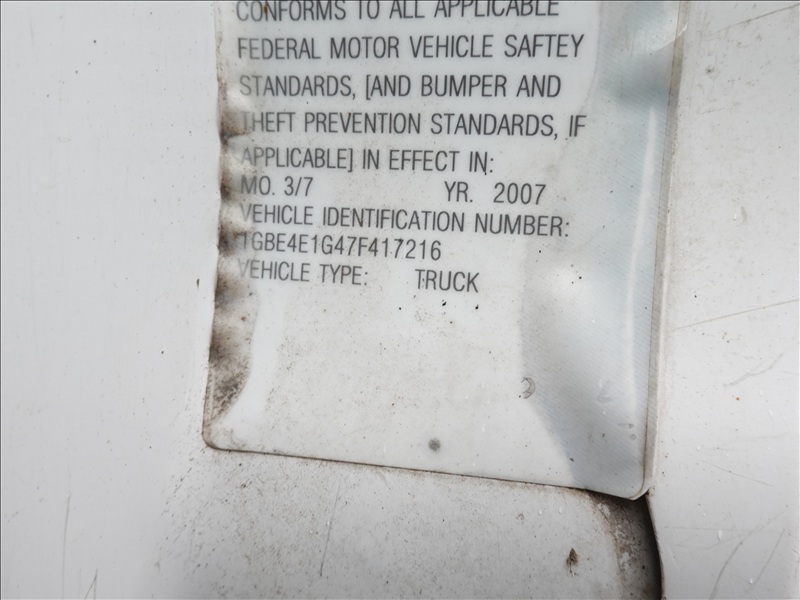 CONFORMS TO ALL APPLICABLE
FEDERAL MOTOR VEHICLE SAFTEY
STANDARDS, [AND BUMPER AND
THEFT PREVENTION STANDARDS, IF
APPLICABLE] IN EFFECT IN:
MO. 3/7 YR. 2007
VEHICLE IDENTIFICATION NUMBER:
1GBE4E1G47F417216
VEHICLE TYPE: TRUCK